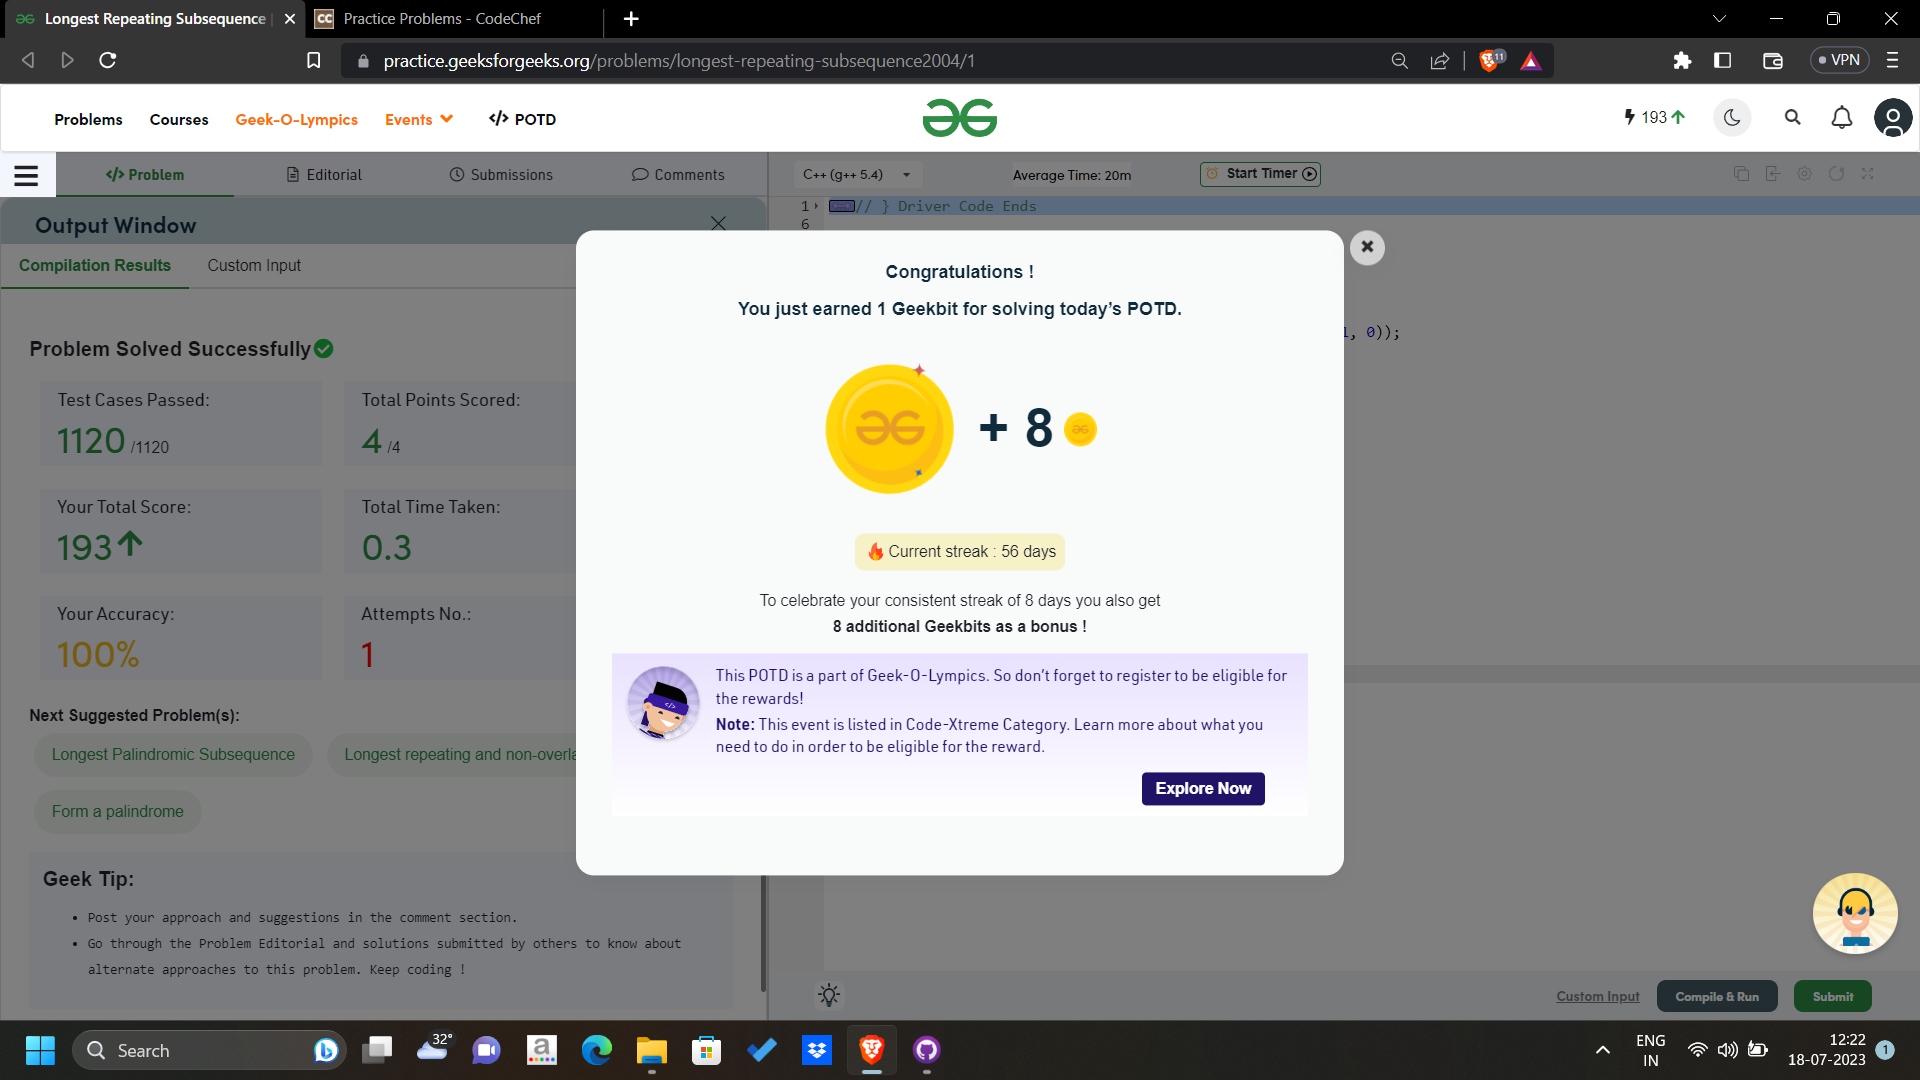 Longest Repeating Subsequence
Practice Problems - CodeChef
practice.geeksforgeeks.org/problems/longest-repeating-subsequence2004/1
11
VPN
Problems
Courses
Geek-O-Lympics
Events
</> POTD
193
</> Problem
Editorial
Submissions
Comments
C++ (g++ 5.4)
Average Time: 20m
Start Timer
Output Window
1
// } Driver Code Ends
6
Compilation Results
Custom Input
, 0));
Problem Solved Successfully
Test Cases Passed:
1120 /1120
Total Points Scored:
4 /4
Your Total Score:
193
Total Time Taken:
0.3
Your Accuracy:
100%
Attempts No.:
1
Next Suggested Problem(s):
Longest Palindromic Subsequence
Longest repeating and non-overla
Form a palindrome
Geek Tip:
• Post your approach and suggestions in the comment section.
• Go through the Problem Editorial and solutions submitted by others to know about
alternate approaches to this problem. Keep coding !
Congratulations !
You just earned 1 Geekbit for solving today’s POTD.
+ 8
Current streak : 56 days
To celebrate your consistent streak of 8 days you also get
8 additional Geekbits as a bonus !
This POTD is a part of Geek-O-Lympics. So don’t forget to register to be eligible for
the rewards!
Note: This event is listed in Code-Xtreme Category. Learn more about what you
need to do in order to be eligible for the reward.
Explore Now
Custom Input
Compile & Run
Submit
Search
32°
ENG
IN
12:22
18-07-2023
1